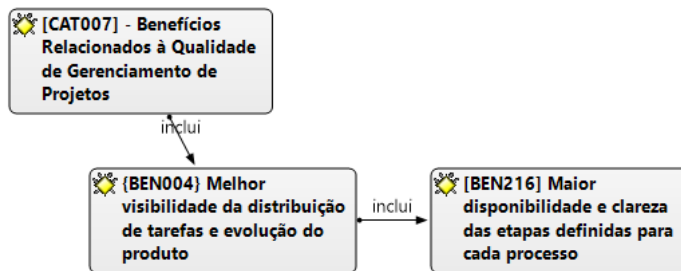 [CAT007] - Benefícios
Relacionados à Qualidade
de Gerenciamento de
Projetos
inclui
{BEN004} Melhor
visibilidade da distribuição
de tarefas e evolução do
produto
inclui
[BEN216] Maior
disponibilidade e clareza
das etapas definidas para
cada processo